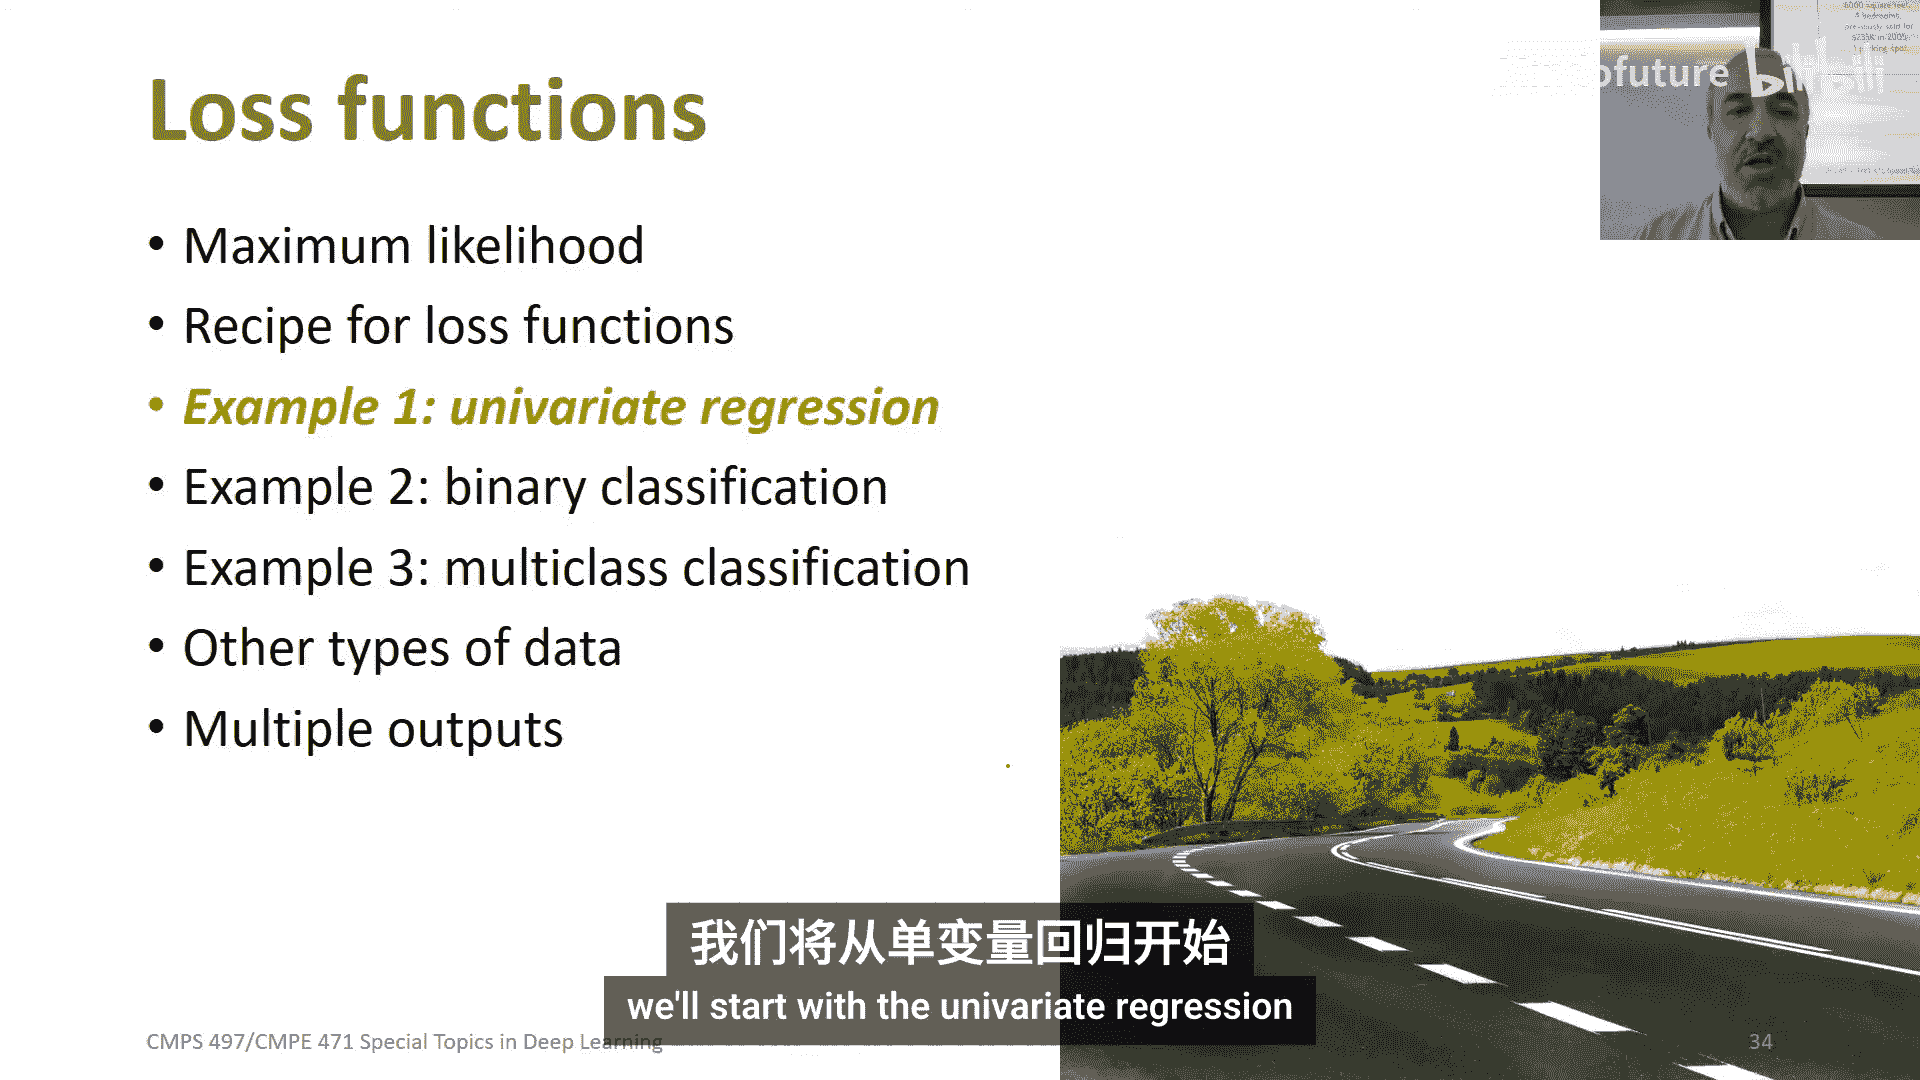 Loss functions
• Maximum likelihood
• Recipe for loss functions
• Example 1: univariate regression
• Example 2: binary classification
• Example 3: multiclass classification
• Other types of data
• Multiple outputs
我们将从单变量回归开始
we'll start with the univariate regression
CMPS 497/CMPE 471 Special Topics in Deep Learning
34